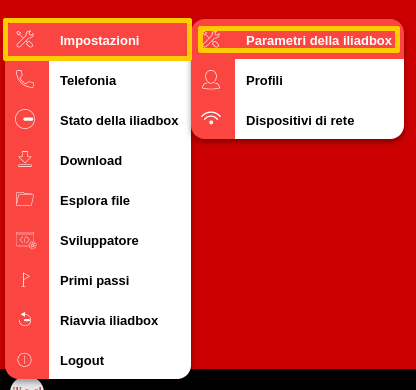 Impostazioni
Telefonia
Stato della iliadbox
Download
Esplora file
Sviluppatore
Primi passi
Riavvia iliadbox
Logout
Parametri della iliadbox
Profili
Dispositivi di rete